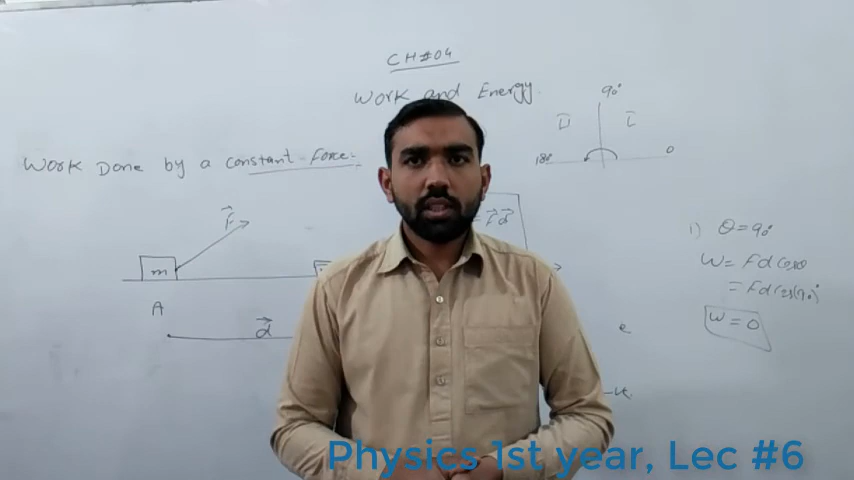 CH#04
Work and Energy
Work Done by a constant Force:-
90°
180
0
F
m
A
d
1) θ=90°
W= Fd Cosθ
= Fd Cos(90)°
W = 0
Physics 1st year, Lec #6